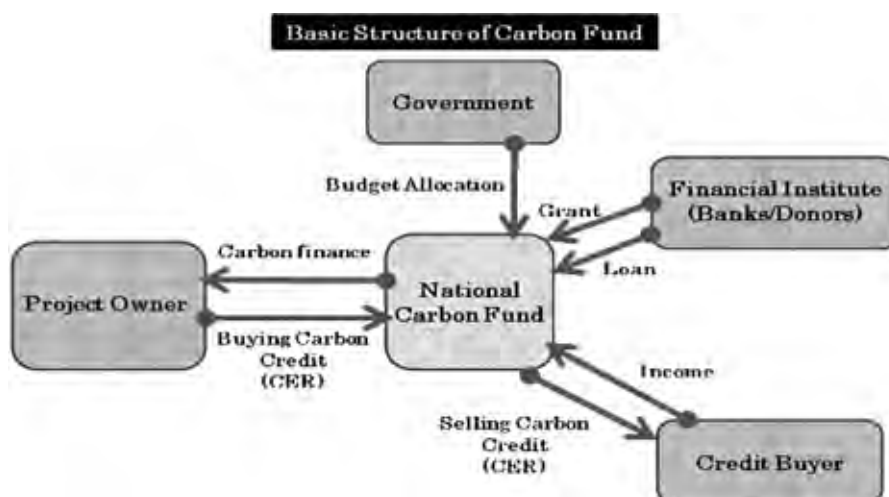 Basic Structure of Carbon Fund
Government
Budget Allocation
Financial Institute
(Banks/Donors)
Grant
Loan
Carbon finance
Project Owner
National
Carbon Fund
Buying Carbon
Credit
(CER)
Income
Selling Carbon
Credit
(CER)
Credit Buyer